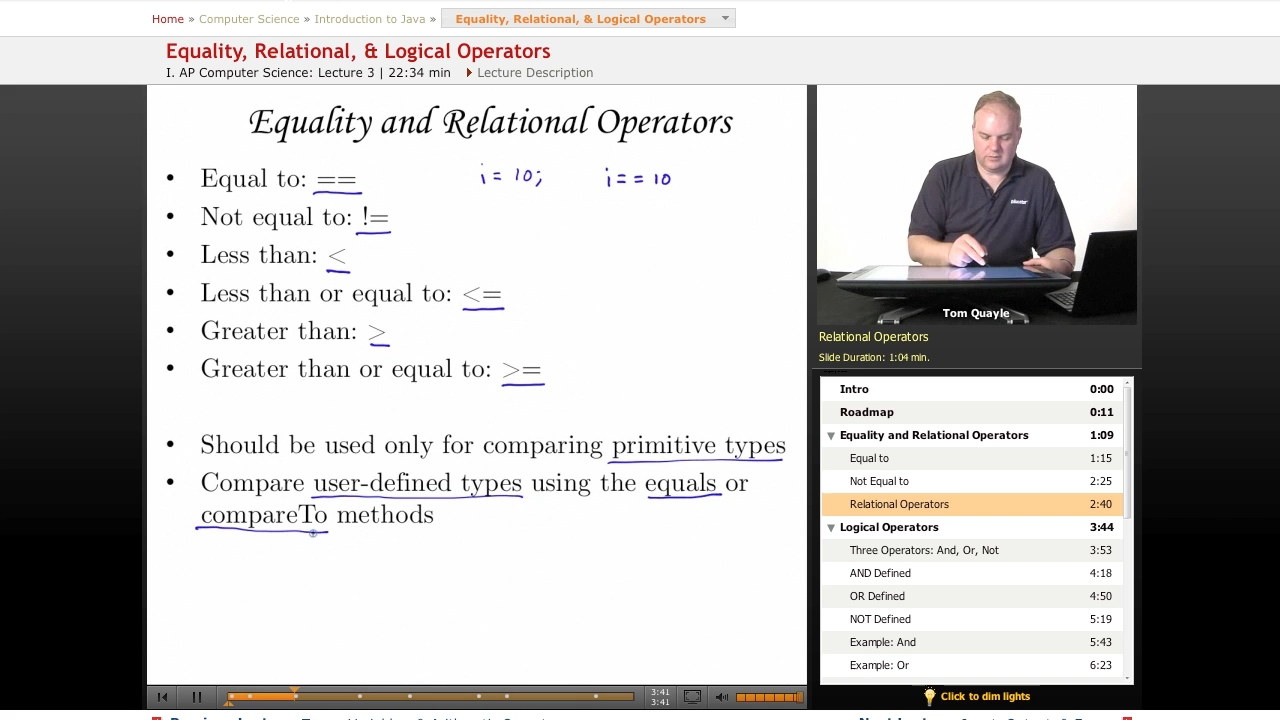 Home » Computer Science » Introduction to Java » Equality, Relational, & Logical Operators
Equality, Relational, & Logical Operators
I. AP Computer Science: Lecture 3 | 22:34 min Lecture Description
Equality and Relational Operators
• Equal to: == i = 10; i == 10
• Not equal to: !=
• Less than: <
• Less than or equal to: <=
• Greater than: >
• Greater than or equal to: >=
• Should be used only for comparing primitive types
• Compare user-defined types using the equals or
compareTo methods
Tom Quayle
Relational Operators
Slide Duration: 1:04 min.
Intro 0:00
Roadmap 0:11
Equality and Relational Operators 1:09
Equal to 1:15
Not Equal to 2:25
Relational Operators 2:40
Logical Operators 3:44
Three Operators: And, Or, Not 3:53
AND Defined 4:18
OR Defined 4:50
NOT Defined 5:19
Example: And 5:43
Example: Or 6:23
3:41
3:41
Click to dim lights